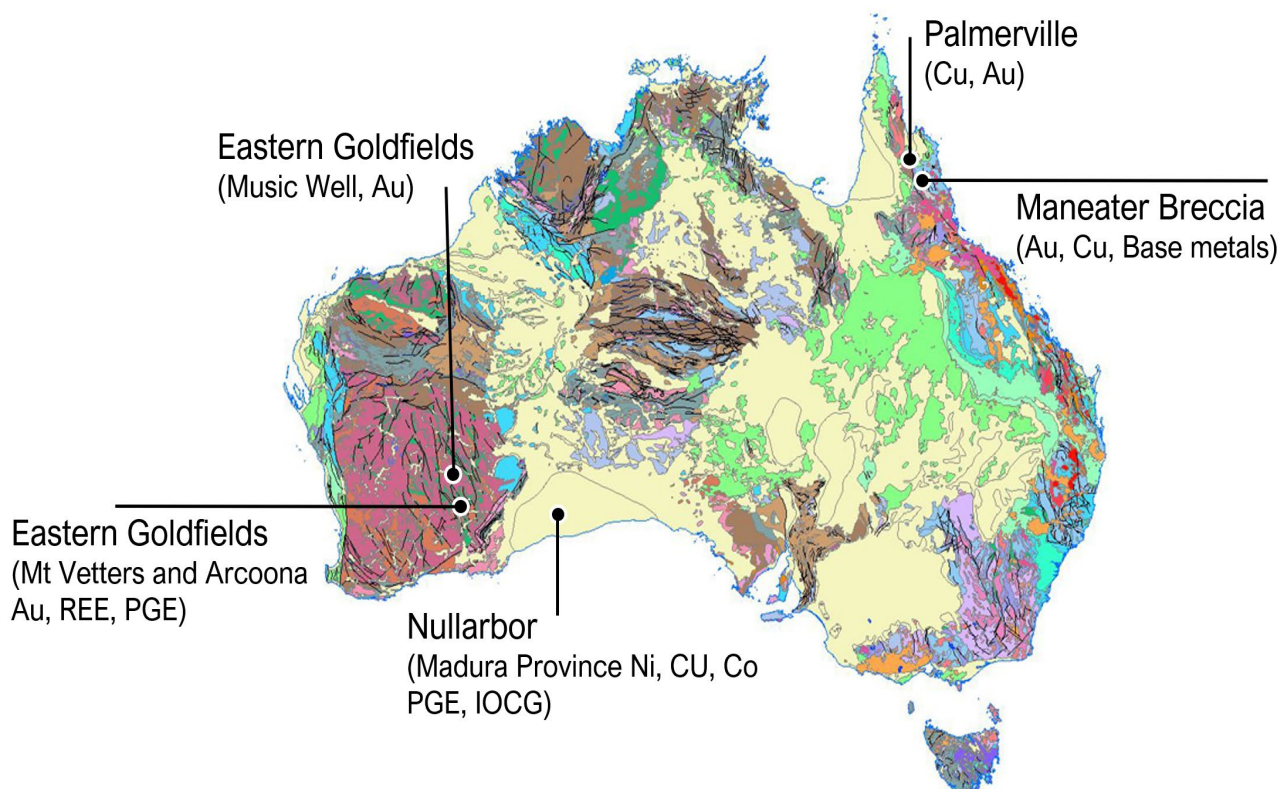 Palmerville
(Cu, Au)
Eastern Goldfields
(Music Well, Au)
Maneater Breccia
(Au, Cu, Base metals)
Eastern Goldfields
(Mt Vetters and Arcoona
Au, REE, PGE)
Nullarbor
(Madura Province Ni, CU, Co
PGE, IOCG)